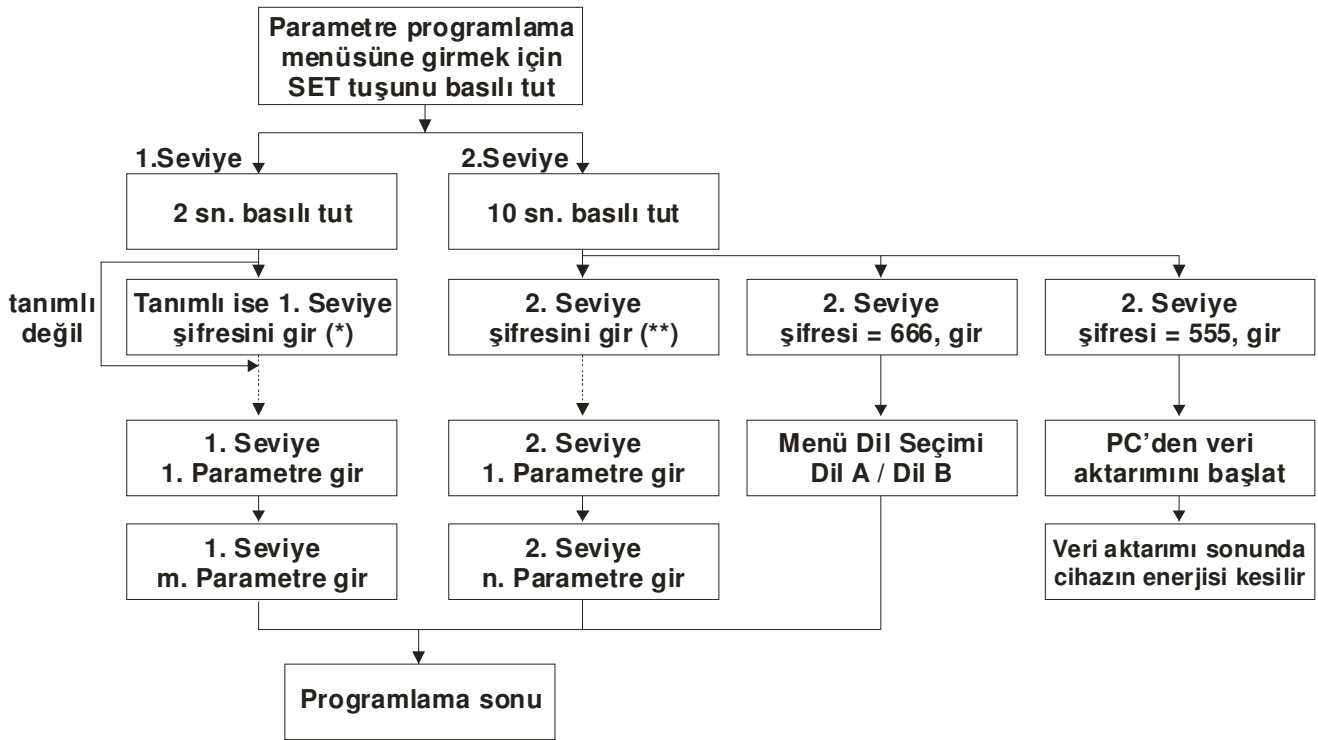 Parametre programlama
menüsüne girmek için
SET tuşunu basılı tut
1.Seviye
2.Seviye
2 sn. basılı tut
10 sn. basılı tut
tanımlı
değil
Tanımlı ise 1. Seviye
şifresini gir (*)
2. Seviye
şifresini gir (**)
2. Seviye
şifresi = 666, gir
2. Seviye
şifresi = 555, gir
1. Seviye
1. Parametre gir
2. Seviye
1. Parametre gir
Menü Dil Seçimi
Dil A / Dil B
PC’den veri
aktarımını başlat
1. Seviye
m. Parametre gir
2. Seviye
n. Parametre gir
Veri aktarımı sonunda
cihazın enerjisi kesilir
Programlama sonu